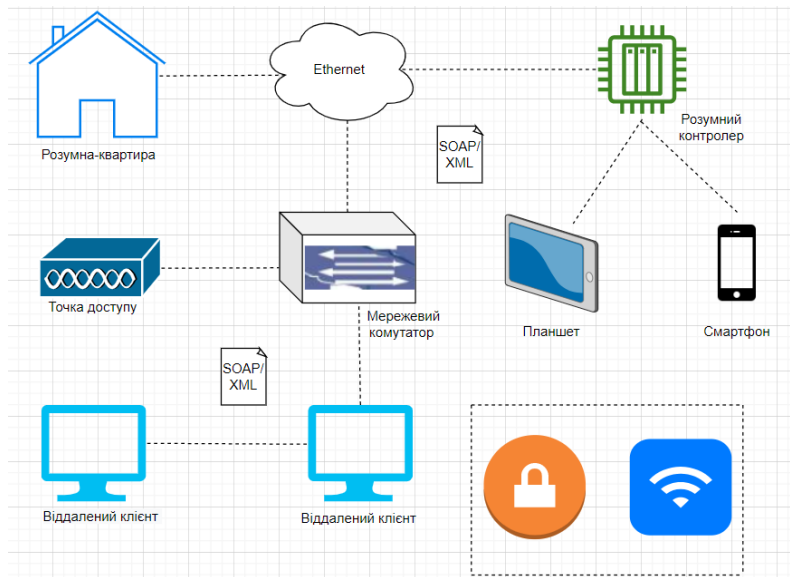 Ethernet
Розумний
контролер
Розумна-квартира
SOAP/
XML
Точка доступу
Мережевий
комутатор
Планшет
Смартфон
SOAP/
XML
Віддалений клієнт
Віддалений клієнт